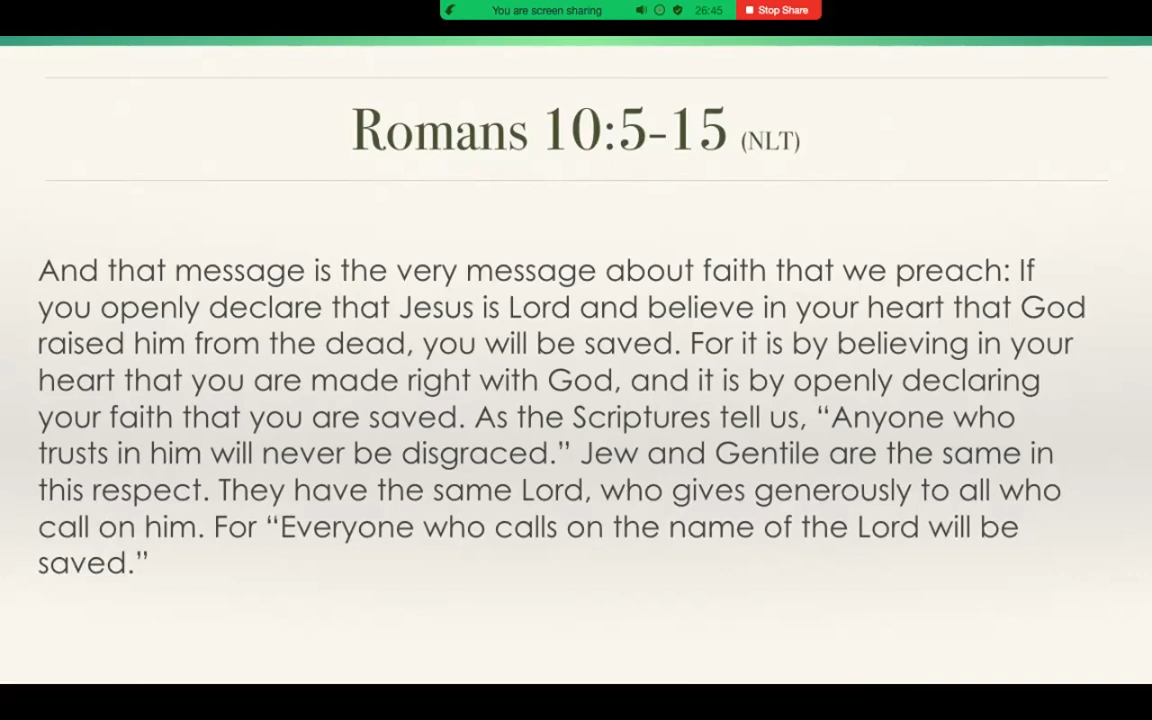 You are screen sharing 26:45 Stop Share
Romans 10:5-15 (NLT)
And that message is the very message about faith that we preach: If
you openly declare that Jesus is Lord and believe in your heart that God
raised him from the dead, you will be saved. For it is by believing in your
heart that you are made right with God, and it is by openly declaring
your faith that you are saved. As the Scriptures tell us, “Anyone who
trusts in him will never be disgraced.” Jew and Gentile are the same in
this respect. They have the same Lord, who gives generously to all who
call on him. For “Everyone who calls on the name of the Lord will be
saved.”